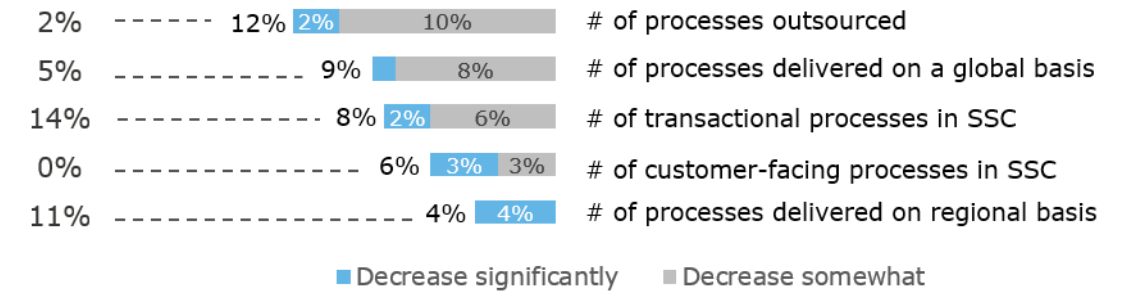 2% 12% 2% 10% # of processes outsourced
5% 9% 8% # of processes delivered on a global basis
14% 8% 2% 6% # of transactional processes in SSC
0% 6% 3% 3% # of customer-facing processes in SSC
11% 4% 4% # of processes delivered on regional basis
Decrease significantly Decrease somewhat